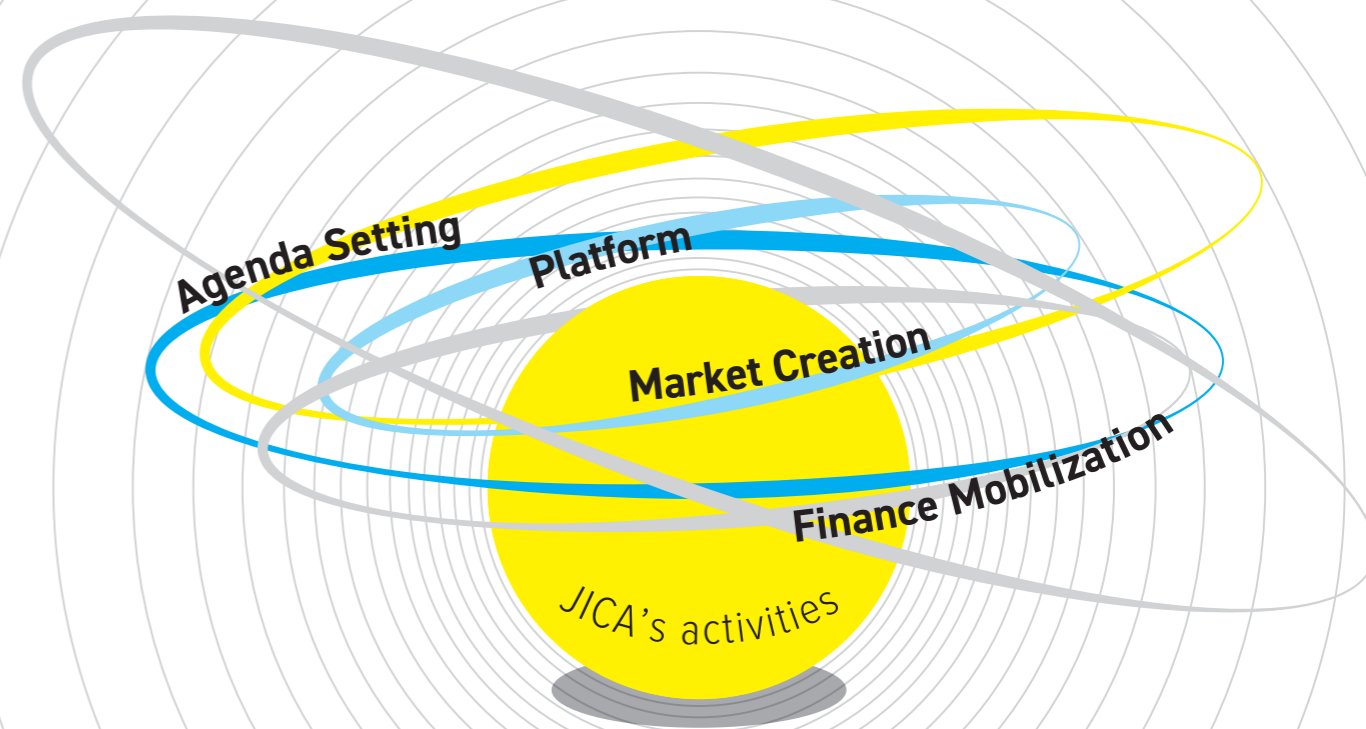 Agenda Setting
Platform
Market Creation
Finance Mobilization
JICA's activities